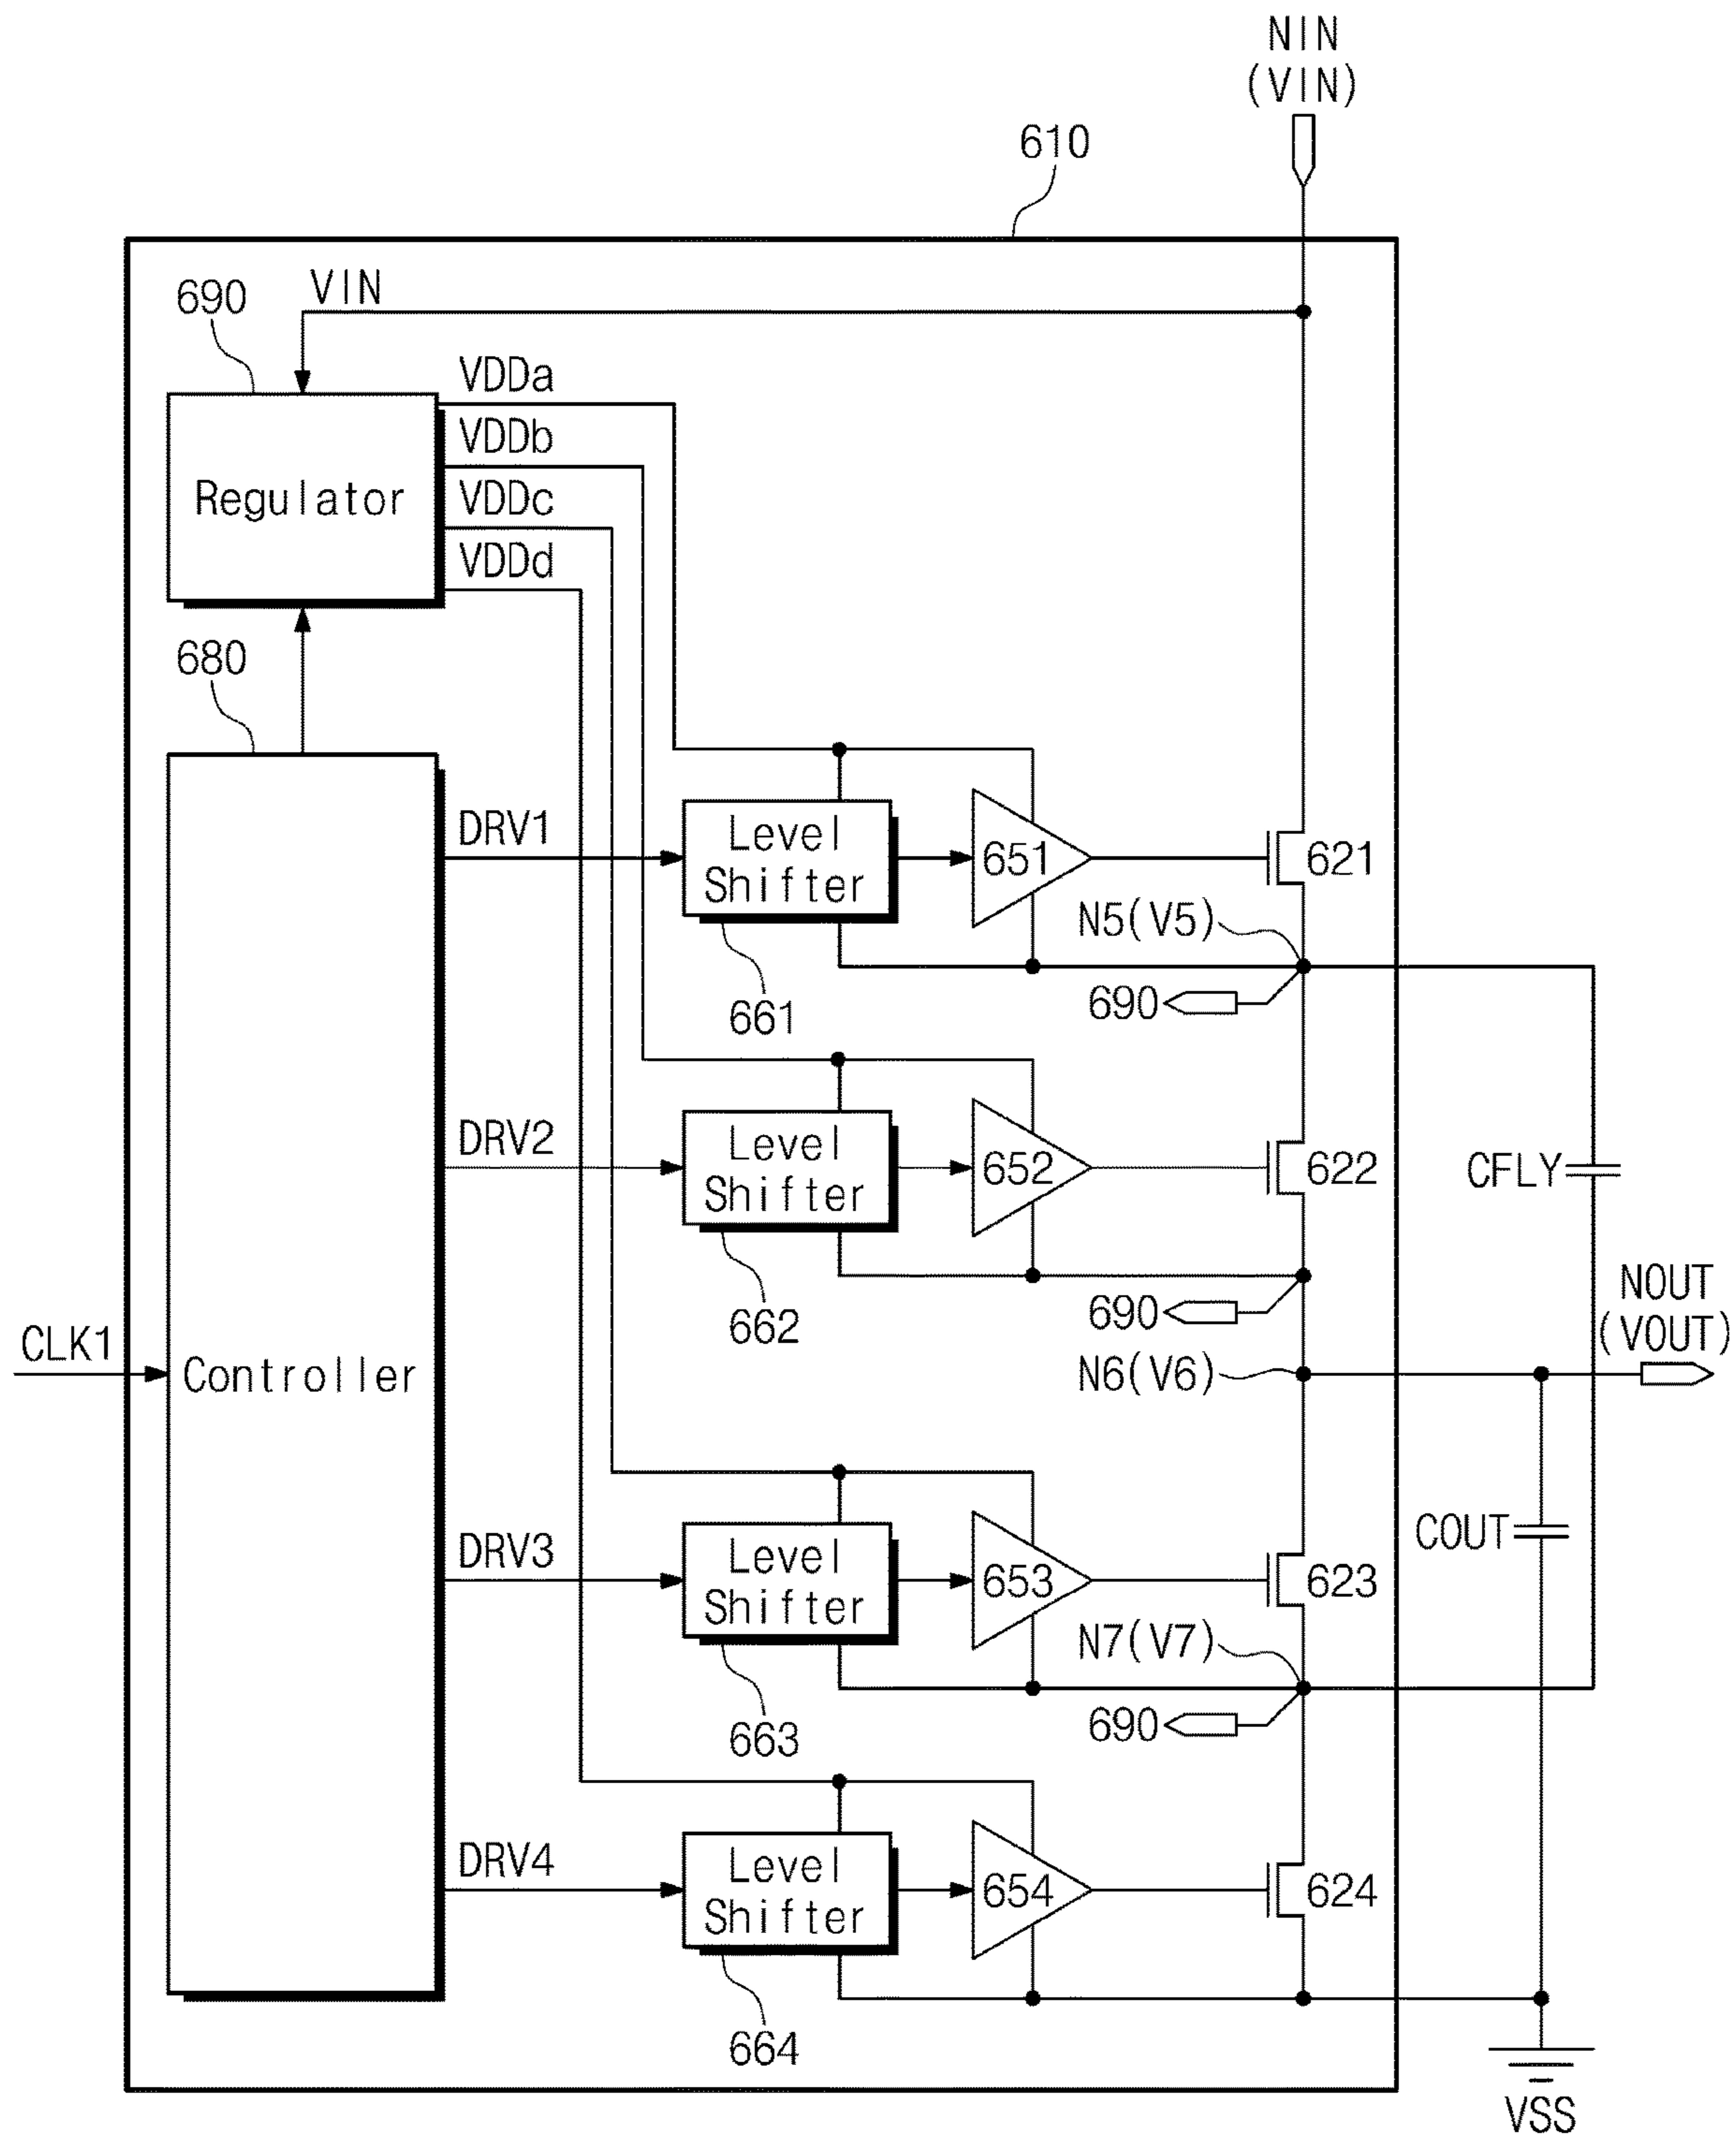 NIN
(VIN)
610
VIN
690
VDDa
VDDb
Regulator
VDDc
VDDd
680
DRV1
Level
Shifter
651
621
N5(V5)
690
661
DRV2
Level
Shifter
652
622
CFLY
690
662
NOUT
(VOUT)
CLK1
Controller
N6(V6)
COUT
DRV3
Level
Shifter
653
623
N7(V7)
690
663
DRV4
Level
Shifter
654
624
664
VSS